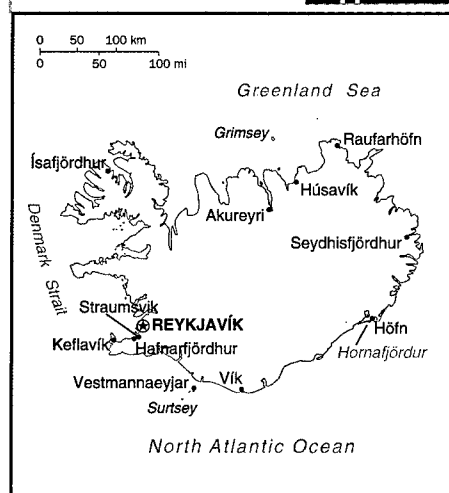 0 50 100 km
0 50 100 mi
Greenland Sea
Grimsey
Raufarhöfn
Ísafjördhur
Húsavík
Akureyri
Denmark Strait
Seydhisfjördhur
Straumsvik
REYKJAVÍK
Höfn
Keflavík
Hafnarfjördhur
Hornafjördur
Vestmannaeyjar
Vík
Surtsey
North Atlantic Ocean